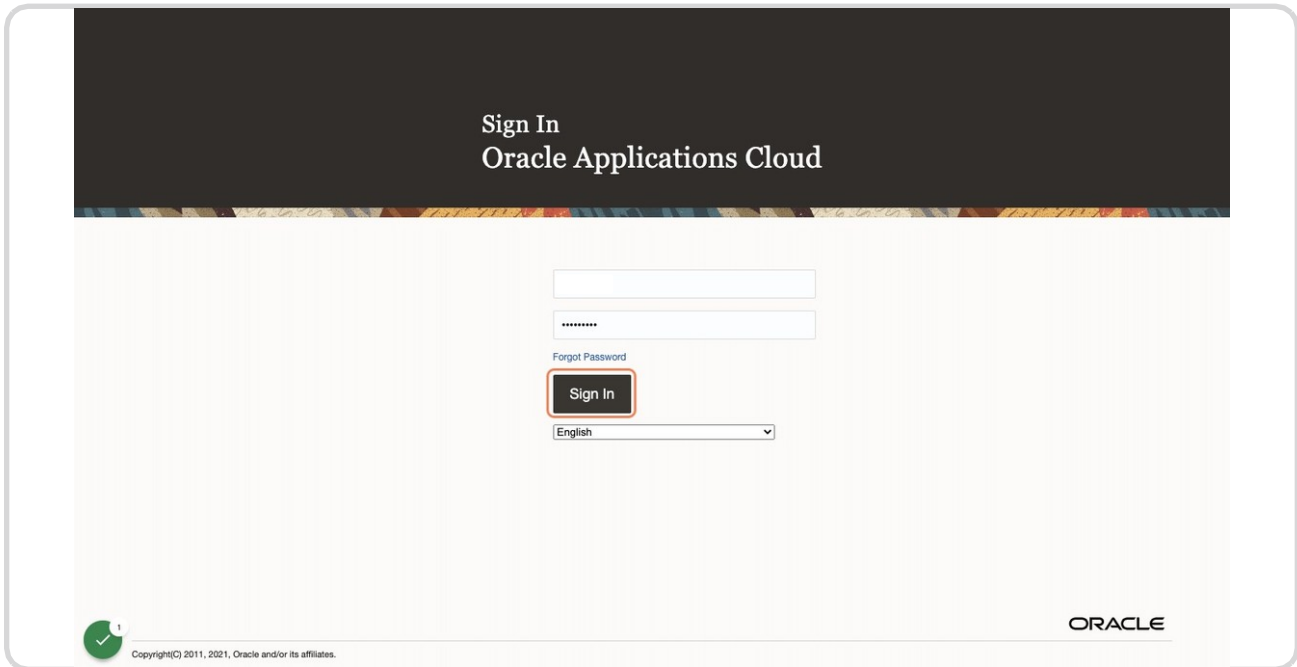 Sign In
Oracle Applications Cloud
•••••••••
Forgot Password
Sign In
English
ORACLE
1
Copyright(C) 2011, 2021, Oracle and/or its affiliates.